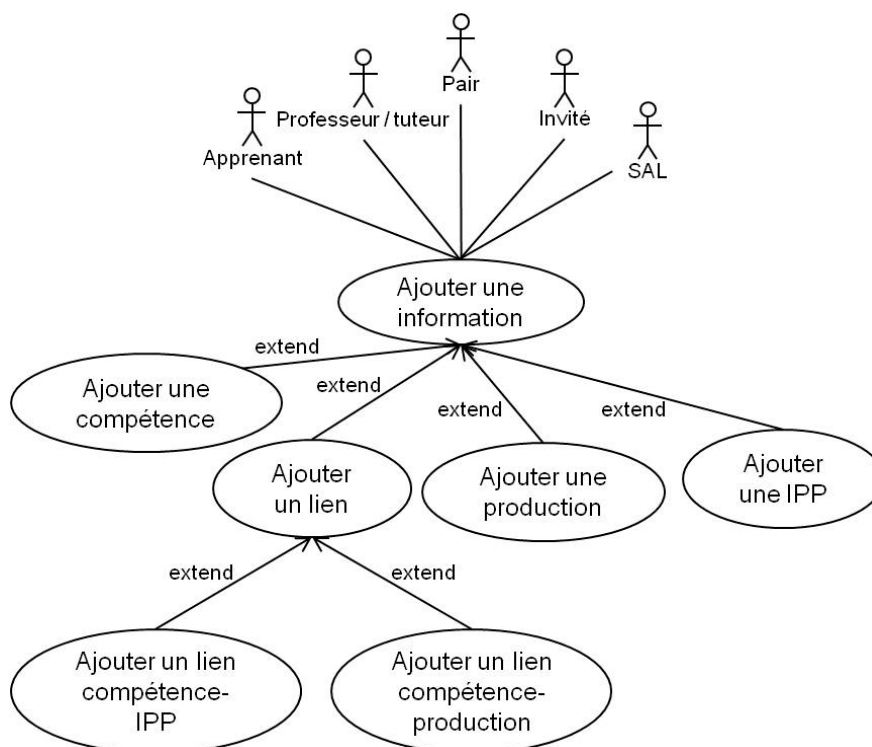 Pair
Professeur / tuteur
Invité
Apprenant
SAL
Ajouter une
information
extend
Ajouter une
compétence
extend
extend
extend
Ajouter
un lien
Ajouter une
production
Ajouter
une IPP
extend
extend
Ajouter un lien
compétence-
IPP
Ajouter un lien
compétence-
production